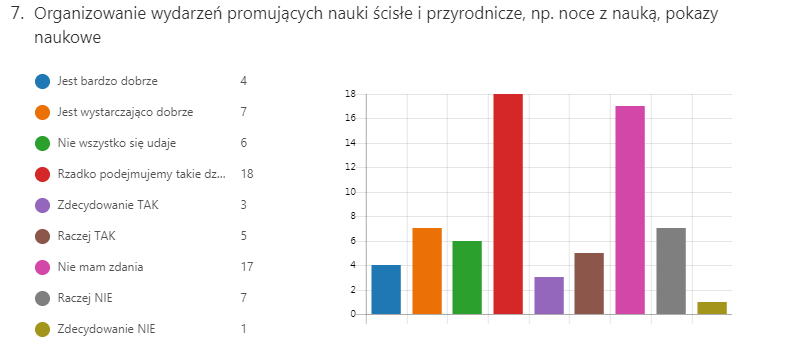 7. Organizowanie wydarzeń promujących nauki ścisłe i przyrodnicze, np. noce z nauką, pokazy
naukowe
Jest bardzo dobrze 4
Jest wystarczająco dobrze 7
Nie wszystko się udaje 6
Rzadko podejmujemy takie dz... 18
Zdecydowanie TAK 3
Raczej TAK 5
Nie mam zdania 17
Raczej NIE 7
Zdecydowanie NIE 1
18
16
14
12
10
8
6
4
2
0